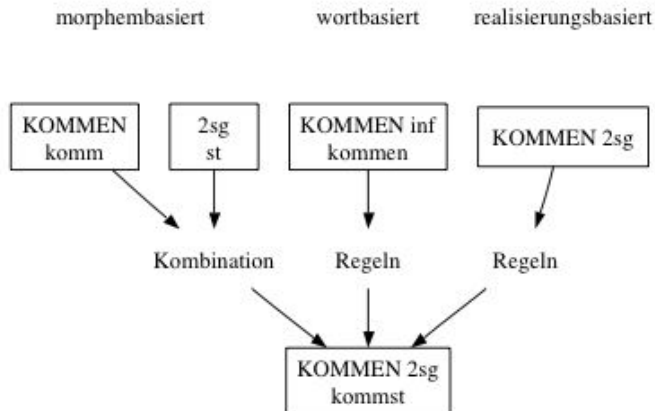 morphembasiert wortbasiert realisierungsbasiert
KOMMEN
komm
2sg
st
KOMMEN inf
kommen
KOMMEN 2sg
Kombination Regeln Regeln
KOMMEN 2sg
kommst